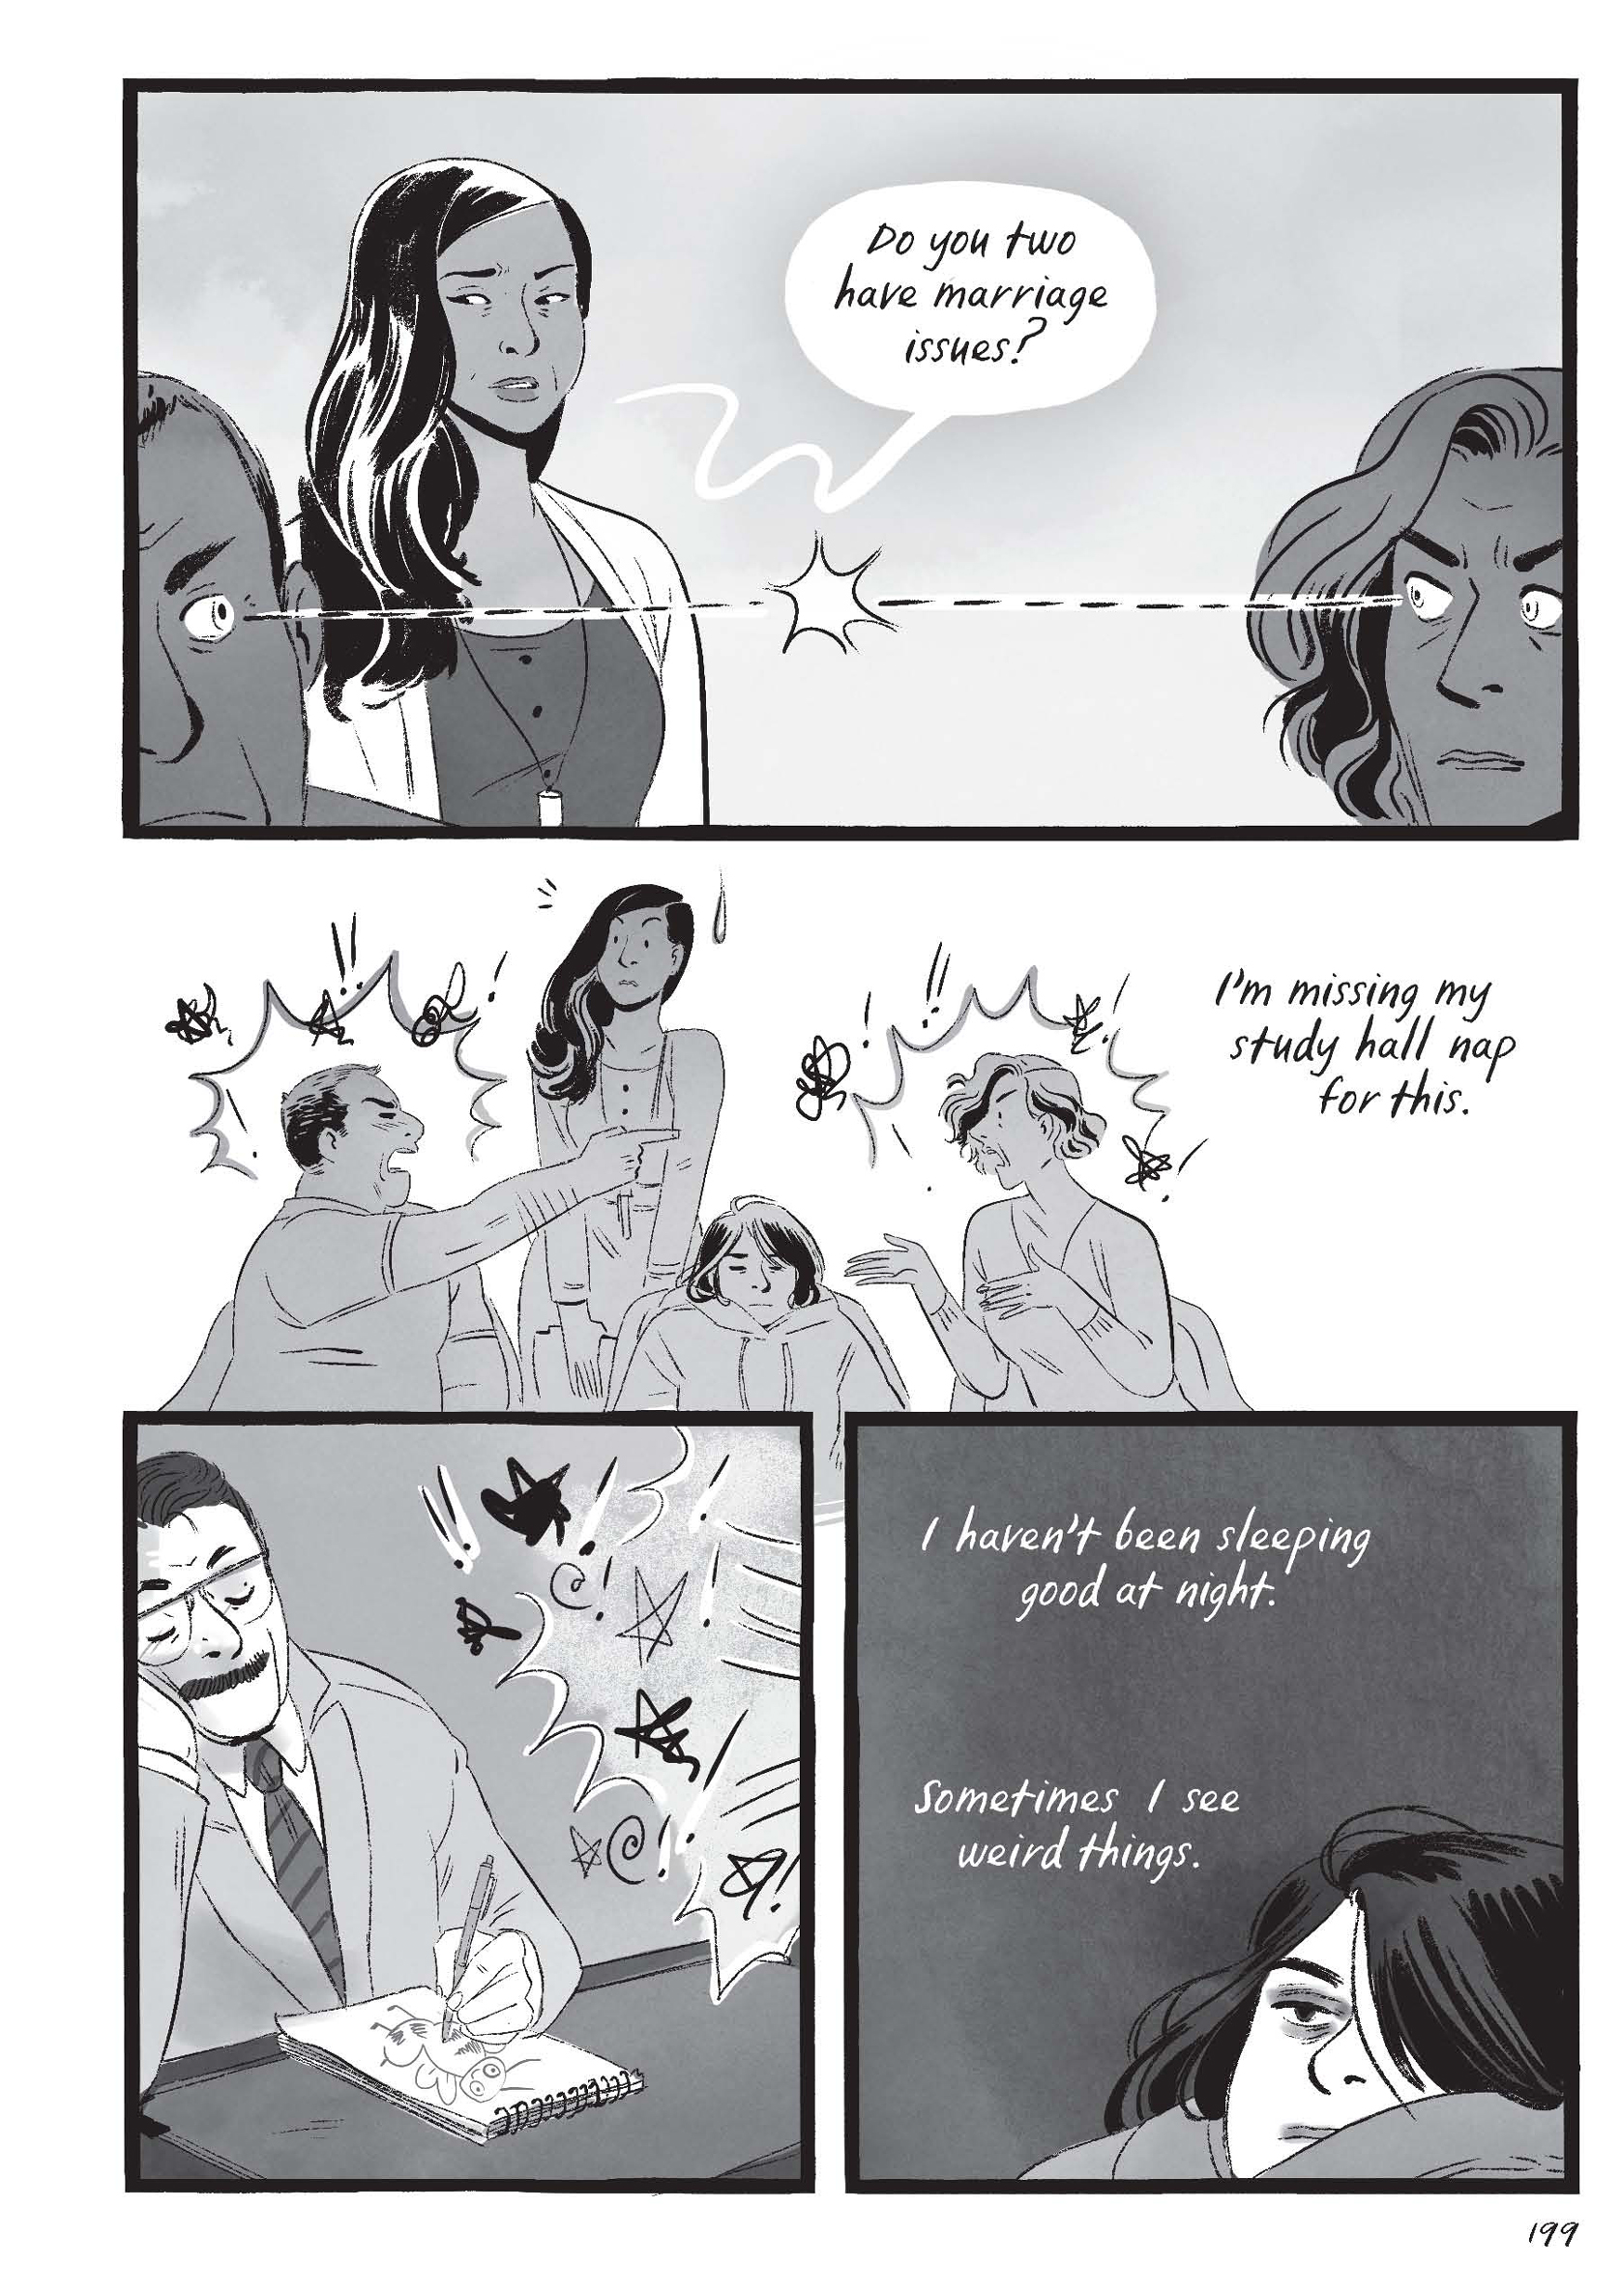 Do you two
have marriage
issues?
I'm missing my
study hall nap
for this.
I haven't been sleeping
good at night.
Sometimes I see
weird things.
199